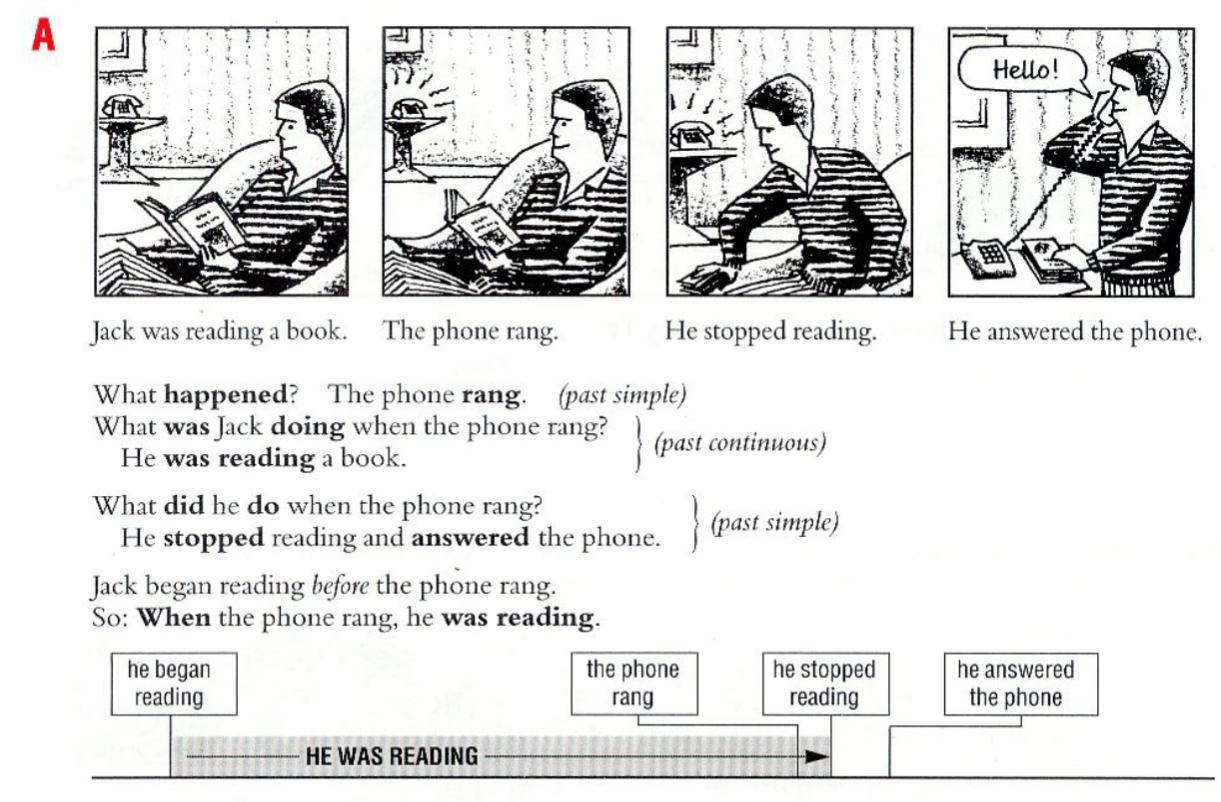 A
Hello!
Jack was reading a book.
The phone rang.
He stopped reading.
He answered the phone.
What happened? The phone rang. (past simple)
What was Jack doing when the phone rang?
He was reading a book.
(past continuous)
What did he do when the phone rang?
He stopped reading and answered the phone.
(past simple)
Jack began reading before the phone rang.
So: When the phone rang, he was reading.
he began
reading
the phone
rang
he stopped
reading
he answered
the phone
HE WAS READING